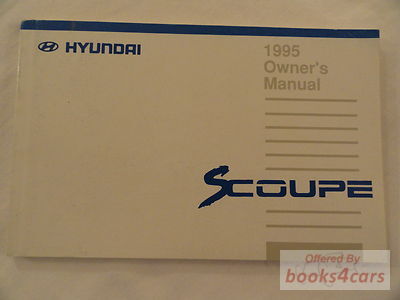 HYUNDAI
1995
Owner's
Manual
SCOUPE
Offered By
books4cars